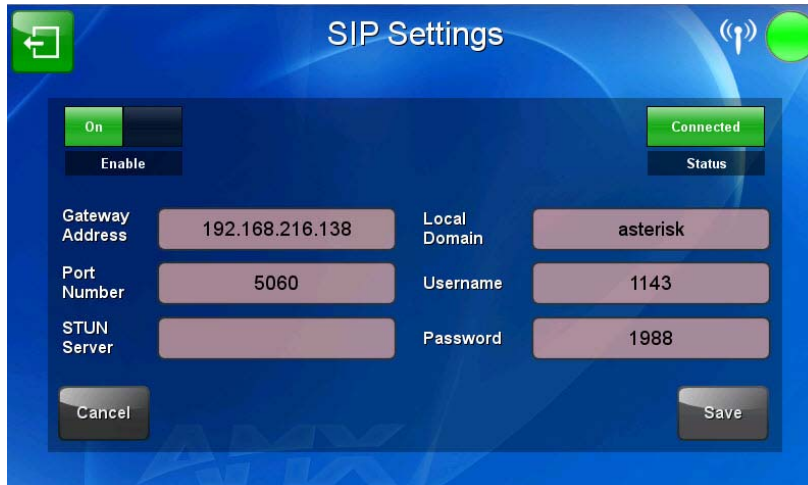 SIP Settings
On
Enable
Connected
Status
Gateway
Address
192.168.216.138
Local
Domain
asterisk
Port
Number
5060
Username
1143
STUN
Server
Password
1988
Cancel
Save
AMX